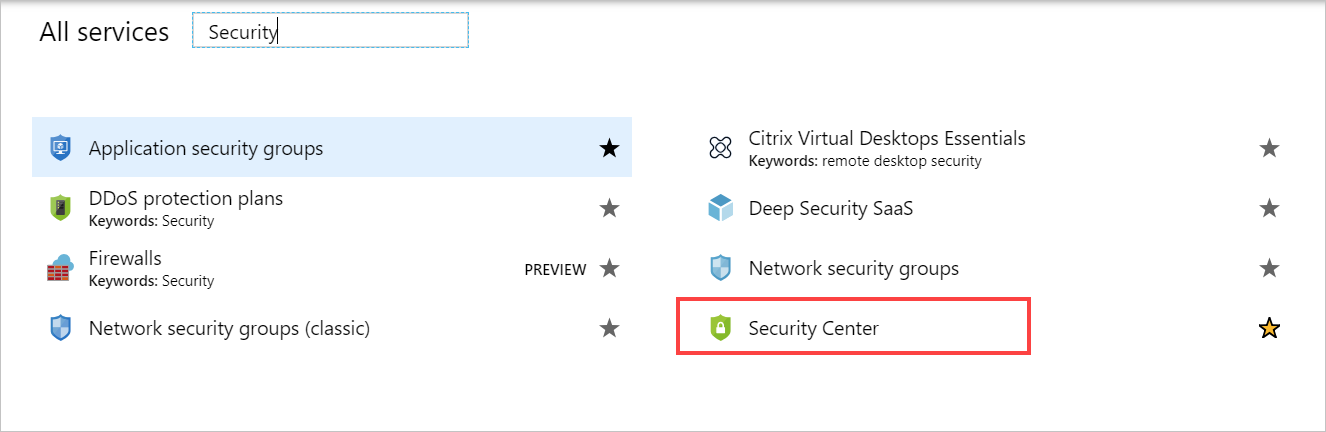 All services
Security
Application security groups
DDoS protection plans
Keywords: Security
Firewalls
Keywords: Security
PREVIEW
Network security groups (classic)
Citrix Virtual Desktops Essentials
Keywords: remote desktop security
Deep Security SaaS
Network security groups
Security Center